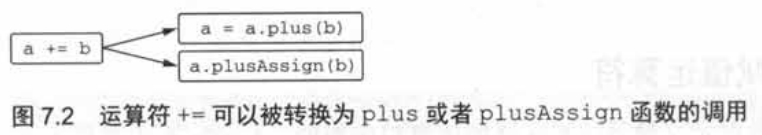 a = a.plus(b)
a += b
a.plusAssign(b)
图 7.2 运算符 += 可以被转换为 plus 或者 plusAssign 函数的调用